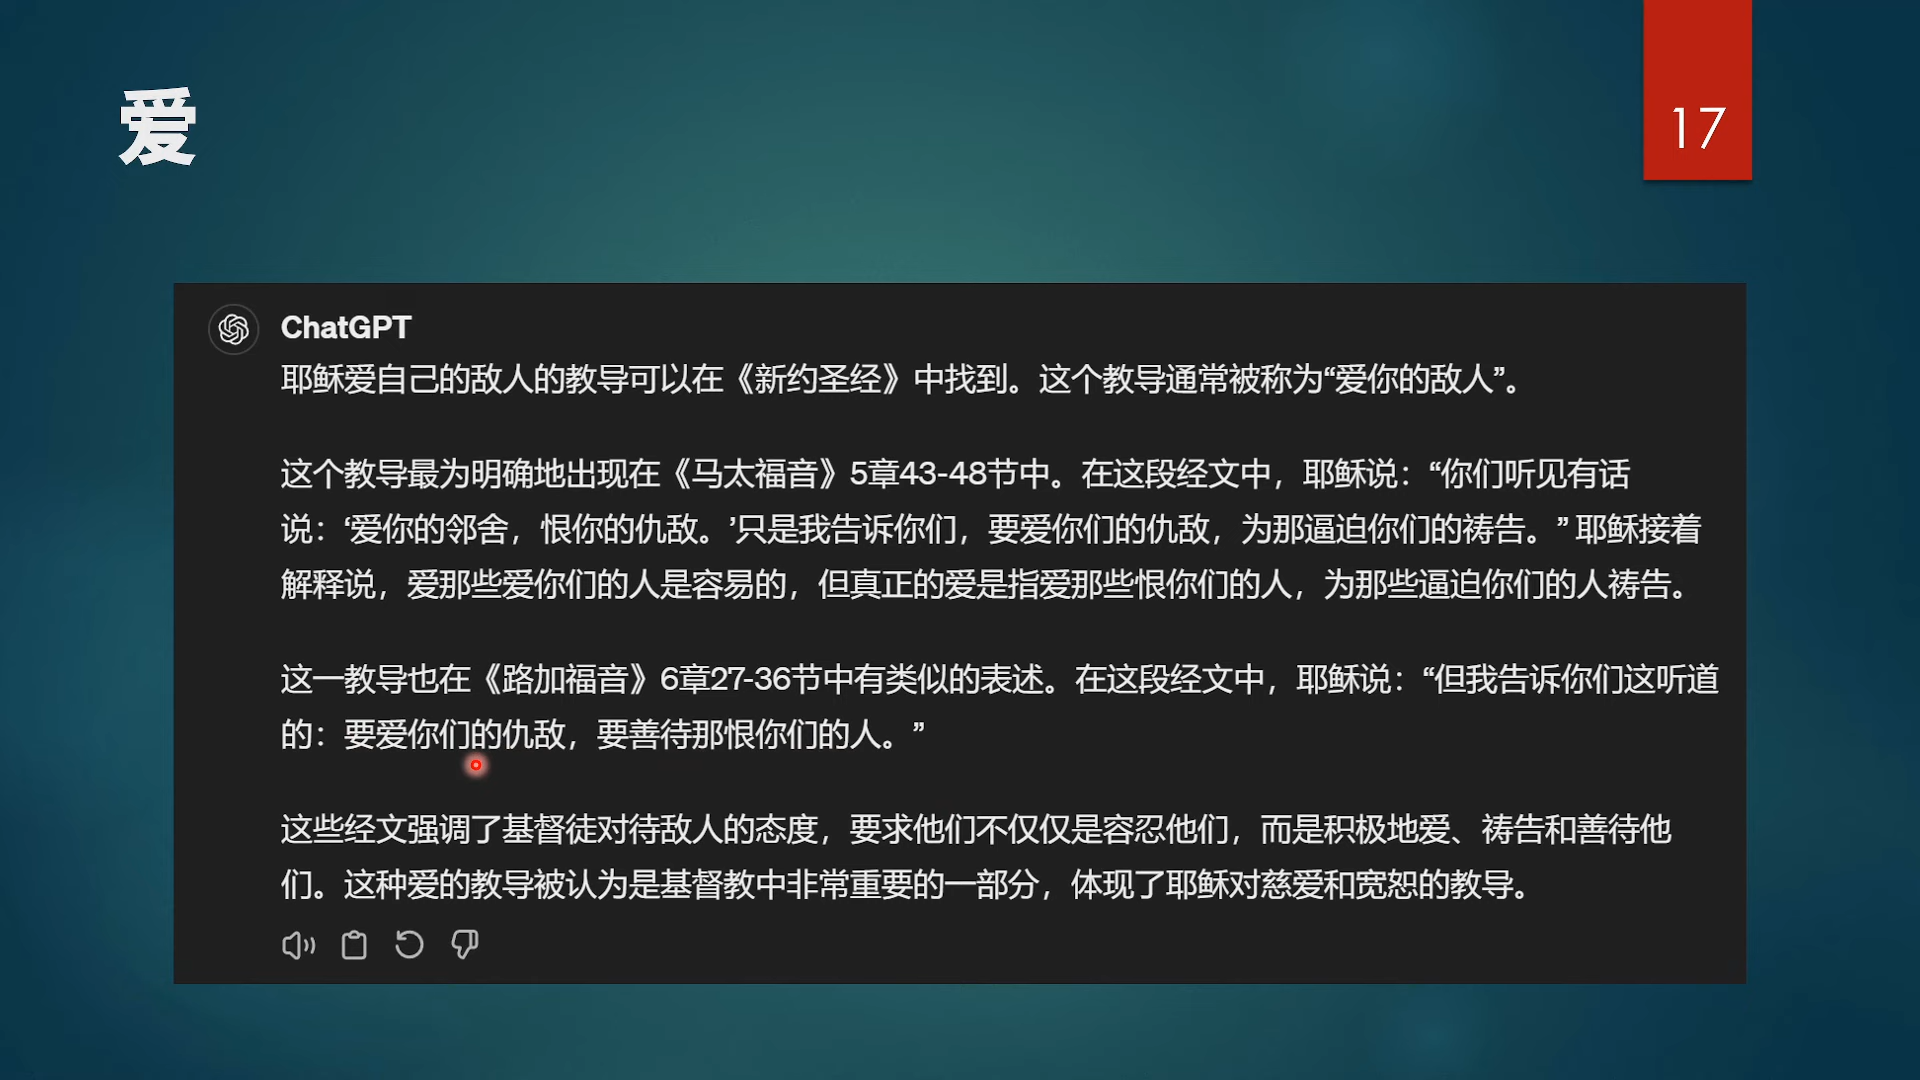 爱
17
ChatGPT
耶稣爱自己的敌人的教导可以在《新约圣经》中找到。这个教导通常被称为“爱你的敌人”。
这个教导最为明确地出现在《马太福音》5章43-48节中。在这段经文中，耶稣说：“你们听见有话
说：‘爱你的邻舍，恨你的仇敌。’只是我告诉你们，要爱你们的仇敌，为那逼迫你们的祷告。” 耶稣接着
解释说，爱那些爱你们的人是容易的，但真正的爱是指爱那些恨你们的人，为那些逼迫你们的人祷告。
这一教导也在《路加福音》6章27-36节中有类似的表述。在这段经文中，耶稣说：“但我告诉你们这听道
的：要爱你们的仇敌，要善待那恨你们的人。”
这些经文强调了基督徒对待敌人的态度，要求他们不仅仅是容忍他们，而是积极地爱、祷告和善待他
们。这种爱的教导被认为是基督教中非常重要的一部分，体现了耶稣对慈爱和宽恕的教导。